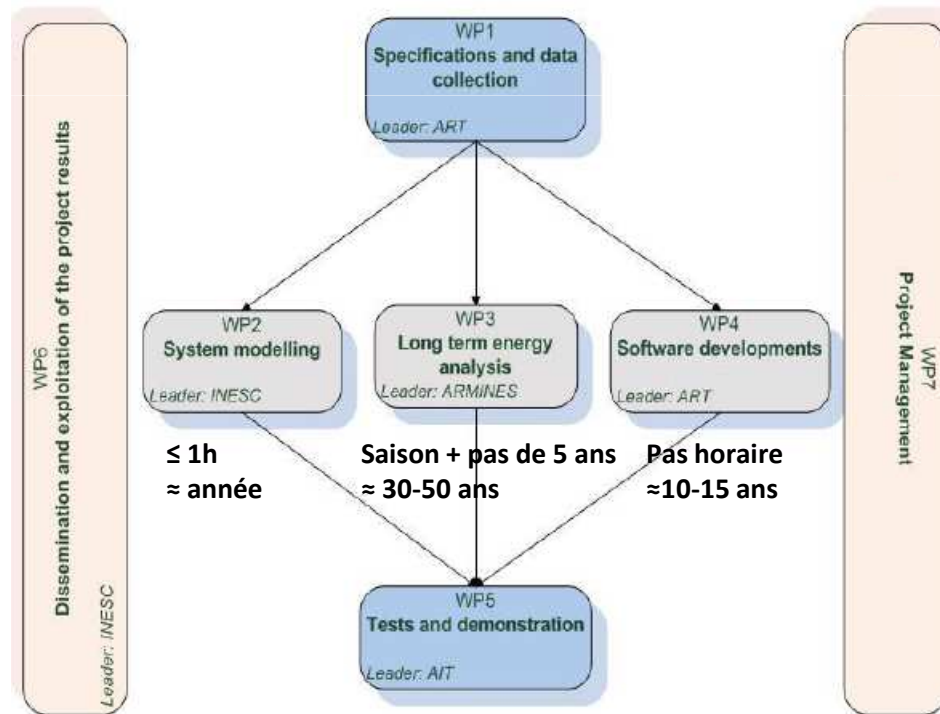 WP1
Specifications and data
collection
Leader: ART
WP6
Dissemination and exploitation of the project results
Leader: INESC
WP2
System modelling
Leader: INESC
WP3
Long term energy
analysis
Leader: ARMINES
WP4
Software developments
Leader: ART
WP7
Project Management
≤ 1h
≈ année
Saison + pas de 5 ans
≈ 30-50 ans
Pas horaire
≈10-15 ans
WP5
Tests and demonstration
Leader: AIT